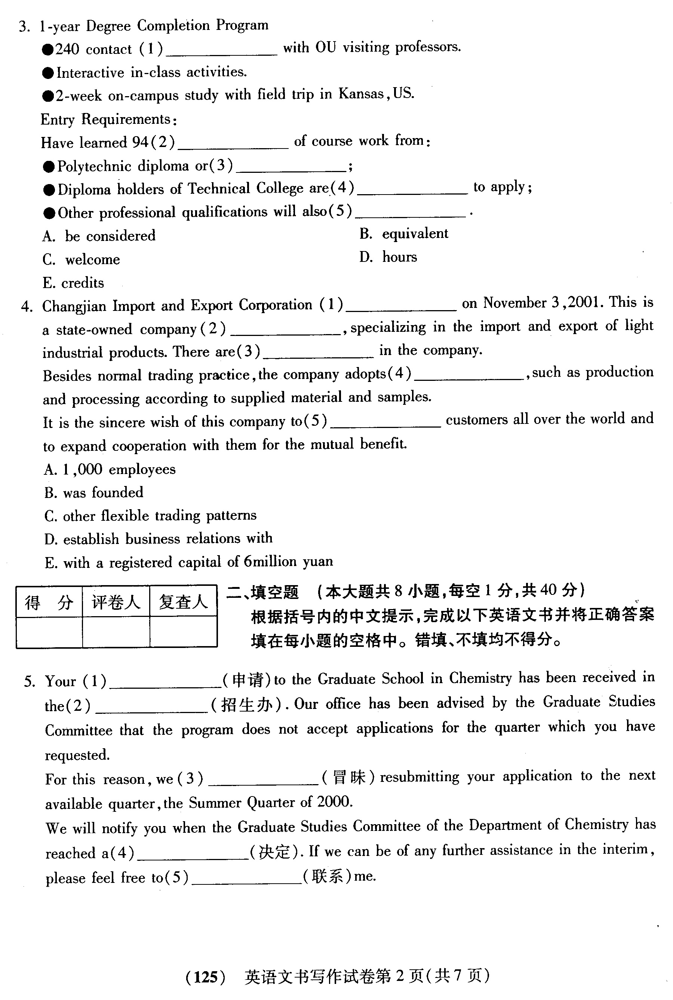 3. 1-year Degree Completion Program
●240 contact (1)______________ with OU visiting professors.
●Interactive in-class activities.
●2-week on-campus study with field trip in Kansas,US.
Entry Requirements:
Have learned 94(2)______________ of course work from:
●Polytechnic diploma or(3)______________;
●Diploma holders of Technical College are(4)______________ to apply;
●Other professional qualifications will also(5)______________.
A. be considered B. equivalent
C. welcome D. hours
E. credits
4. Changjian Import and Export Corporation (1)______________ on November 3,2001. This is
a state-owned company(2)______________,specializing in the import and export of light
industrial products. There are(3)______________ in the company.
Besides normal trading practice,the company adopts(4)______________,such as production
and processing according to supplied material and samples.
It is the sincere wish of this company to(5)______________ customers all over the world and
to expand cooperation with them for the mutual benefit.
A. 1,000 employees
B. was founded
C. other flexible trading patterns
D. establish business relations with
E. with a registered capital of 6million yuan
得 分 评卷人 复查人
二、填空题 (本大题共 8 小题,每空 1 分,共 40 分)
根据括号内的中文提示,完成以下英语文书并将正确答案
填在每小题的空格中。错填、不填均不得分。
5. Your (1)______________(申请)to the Graduate School in Chemistry has been received in
the(2)______________(招生办). Our office has been advised by the Graduate Studies
Committee that the program does not accept applications for the quarter which you have
requested.
For this reason,we(3)______________(冒昧)resubmitting your application to the next
available quarter,the Summer Quarter of 2000.
We will notify you when the Graduate Studies Committee of the Department of Chemistry has
reached a(4)______________(决定). If we can be of any further assistance in the interim,
please feel free to(5)______________(联系)me.
(125) 英语文书写作试卷第 2 页(共 7 页)